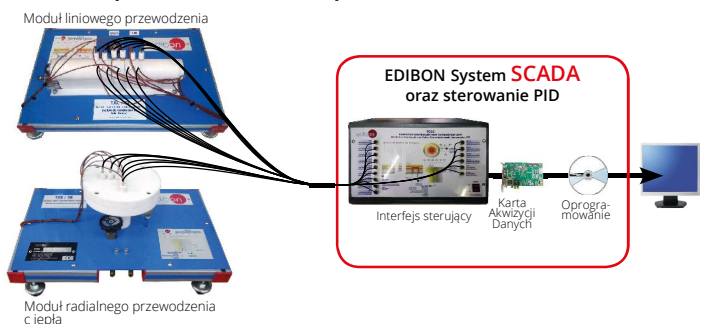 Moduł liniowego przewodzenia
EDIBON System SCADA
oraz sterowanie PID
Interfejs sterujący
Karta
Akwizycji
Danych
Oprogra-
mowanie
Moduł radialnego przewodzenia
ciepła